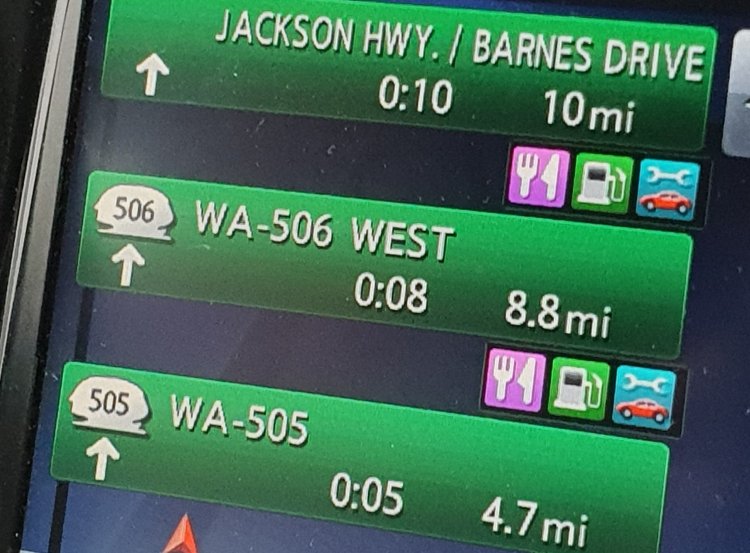 JACKSON HWY. / BARNES DRIVE
0:10 10mi
506 WA-506 WEST
0:08 8.8mi
505 WA-505
0:05 4.7mi